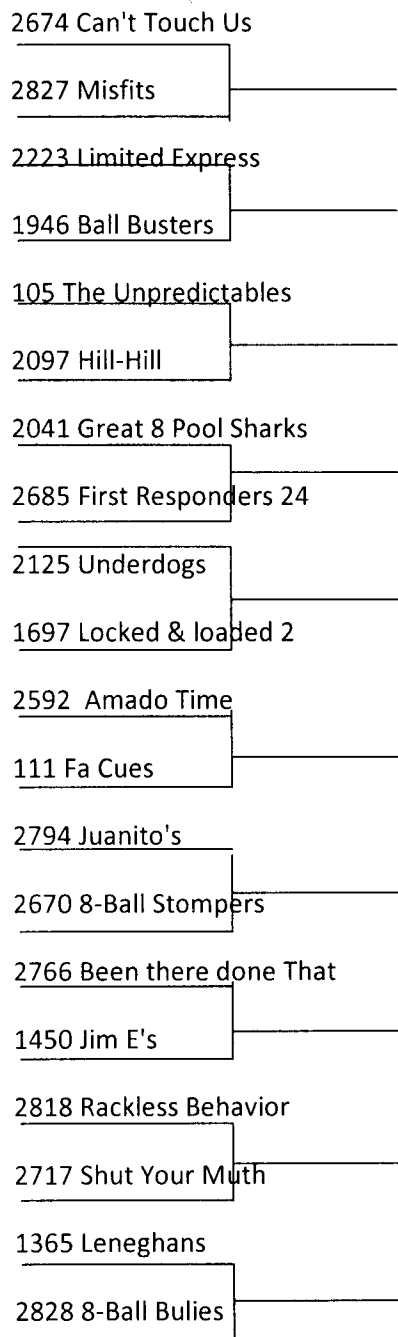 2674 Can't Touch Us
2827 Misfits
2223 Limited Express
1946 Ball Busters
105 The Unpredictables
2097 Hill-Hill
2041 Great 8 Pool Sharks
2685 First Responders 24
2125 Underdogs
1697 Locked & loaded 2
2592 Amado Time
111 Fa Cues
2794 Juanito's
2670 8-Ball Stompers
2766 Been there done That
1450 Jim E's
2818 Rackless Behavior
2717 Shut Your Muth
1365 Leneghans
2828 8-Ball Bulies